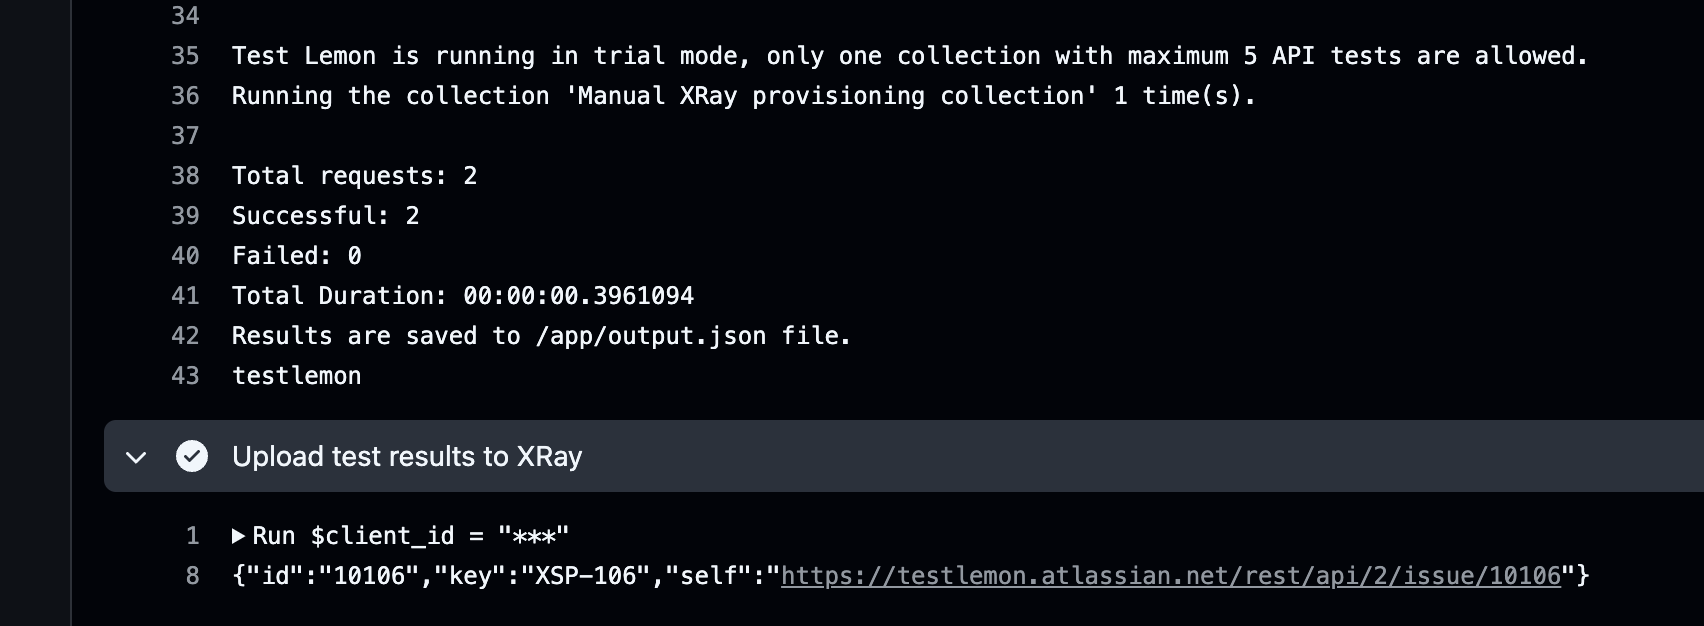 34
35 Test Lemon is running in trial mode, only one collection with maximum 5 API tests are allowed.
36 Running the collection 'Manual XRay provisioning collection' 1 time(s).
37
38 Total requests: 2
39 Successful: 2
40 Failed: 0
41 Total Duration: 00:00:00.3961094
42 Results are saved to /app/output.json file.
43 testlemon
Upload test results to XRay
1 ▶Run $client_id = "***"
8 {"id":"10106","key":"XSP-106","self":"https://testlemon.atlassian.net/rest/api/2/issue/10106"}